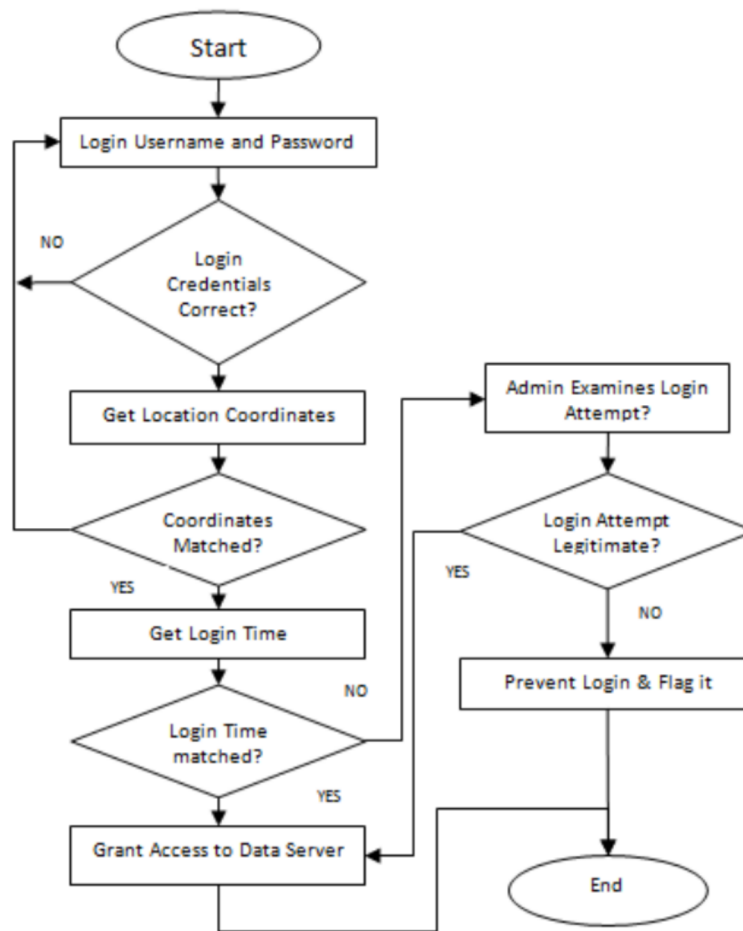 Start
Login Username and Password
NO
Login
Credentials
Correct?
Get Location Coordinates
Coordinates
Matched?
YES
Get Login Time
NO
Login Time
matched?
YES
Grant Access to Data Server
Admin Examines Login
Attempt?
Login Attempt
Legitimate?
YES
NO
Prevent Login & Flag it
End